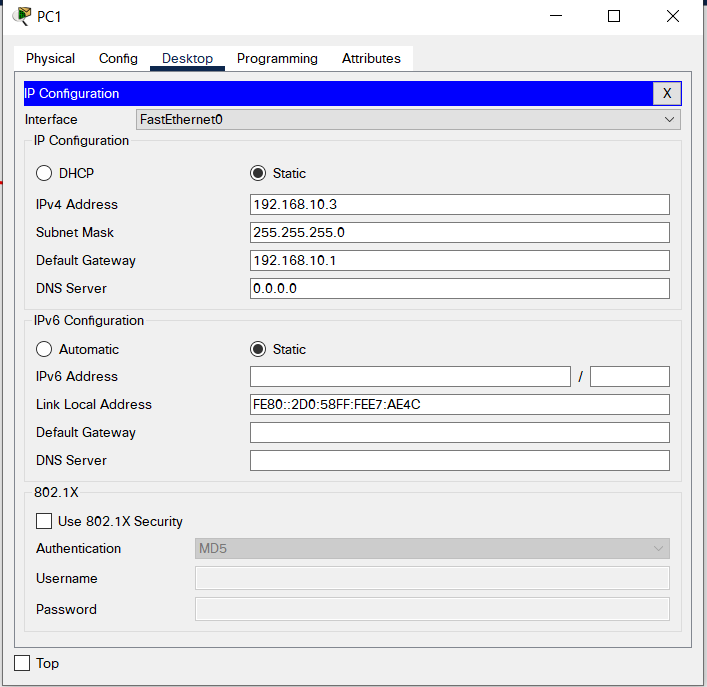 PC1
Physical Config Desktop Programming Attributes
IP Configuration X
Interface FastEthernet0
IP Configuration
DHCP Static
IPv4 Address 192.168.10.3
Subnet Mask 255.255.255.0
Default Gateway 192.168.10.1
DNS Server 0.0.0.0
IPv6 Configuration
Automatic Static
IPv6 Address /
Link Local Address FE80::2D0:58FF:FEE7:AE4C
Default Gateway
DNS Server
802.1X
Use 802.1X Security
Authentication MD5
Username
Password
Top